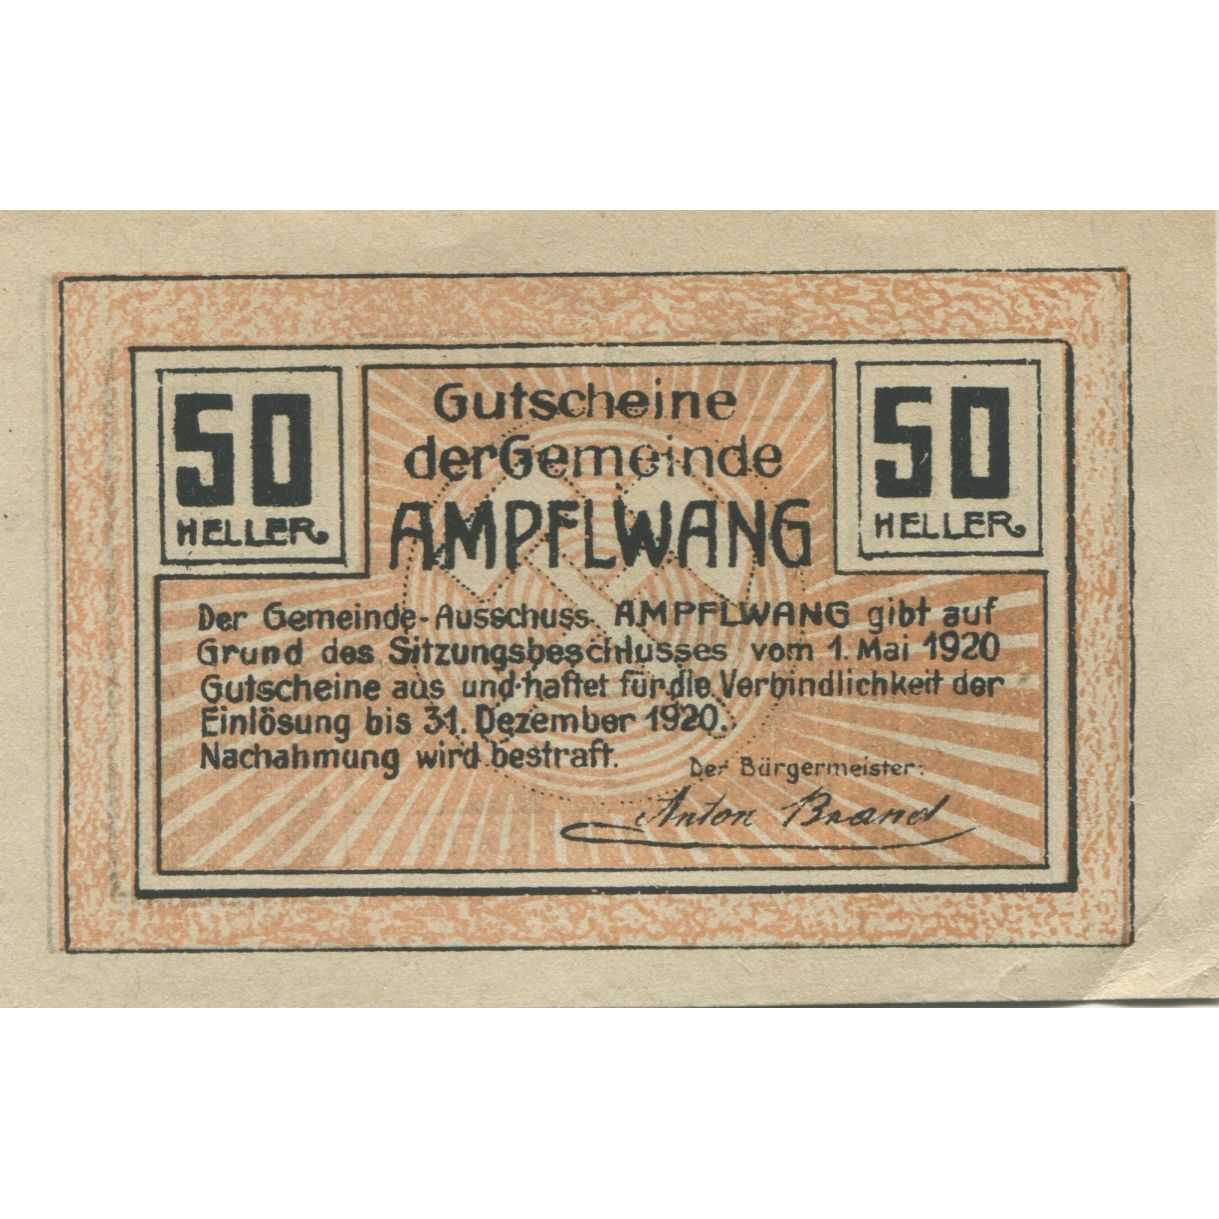 50
HELLER
50
HELLER
Gutscheine
der Gemeinde
AMPFLWANG
Der Gemeinde-Ausschuss AMPFLWANG gibt auf
Grund des Sitzungsbeschlusses vom 1. Mai 1920
Gutscheine aus und haftet für die Verbindlichkeit der
Einlösung bis 31. Dezember 1920.
Nachahmung wird bestraft.
Der Bürgermeister:
Anton Brand